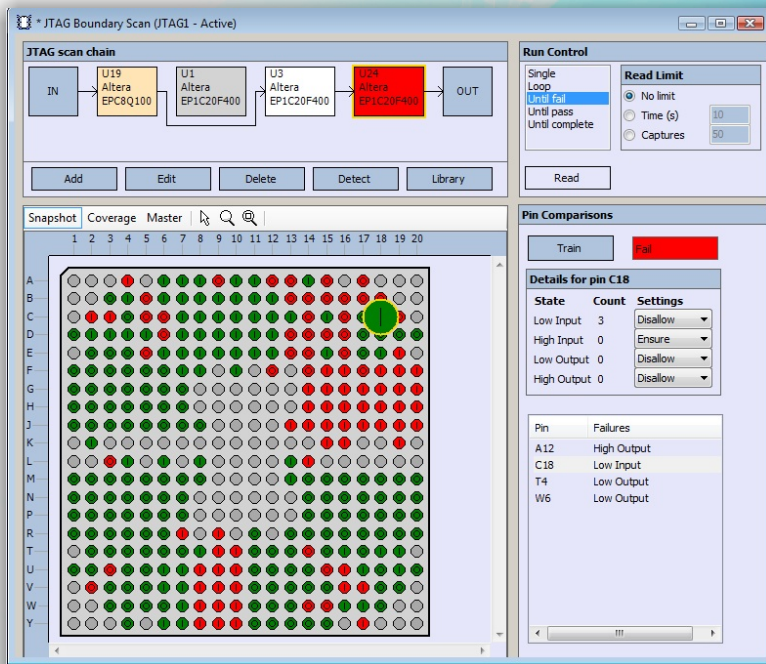 * JTAG Boundary Scan (JTAG1 - Active)
JTAG scan chain
IN
U19
Altera
EPC8Q100
U1
Altera
EP1C20F400
U3
Altera
EP1C20F400
U24
Altera
EP1C20F400
OUT
Add
Edit
Delete
Detect
Library
Run Control
Single
Loop
Until fail
Until pass
Until complete
Read Limit
No limit
Time (s)
10
Captures
50
Read
Snapshot
Coverage
Master
1 2 3 4 5 6 7 8 9 10 11 12 13 14 15 16 17 18 19 20
A
B
C
D
E
F
G
H
J
K
L
M
N
P
R
T
U
V
W
Y
Pin Comparisons
Train
Fail
Details for pin C18
State Count Settings
Low Input 3 Disallow
High Input 0 Ensure
Low Output 0 Disallow
High Output 0 Disallow
Pin Failures
A12 High Output
C18 Low Input
T4 Low Output
W6 Low Output